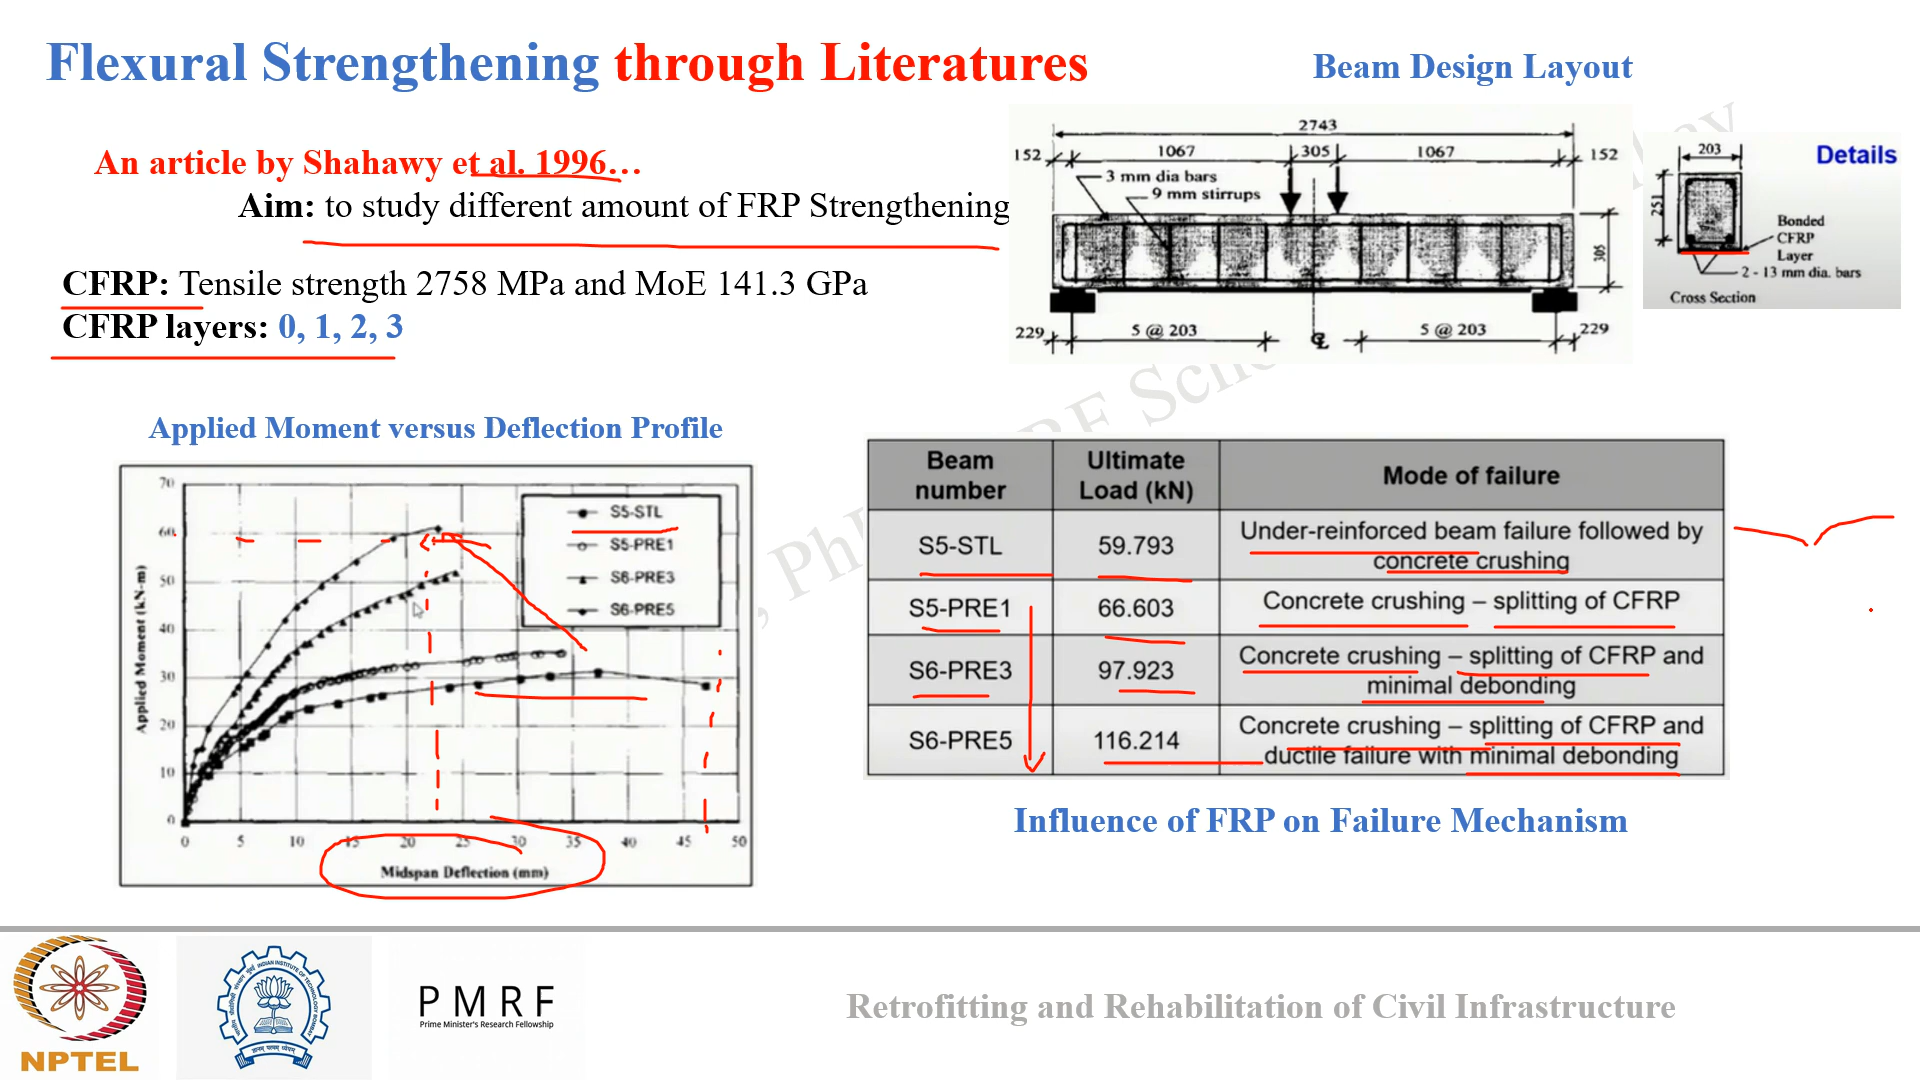 Flexural Strengthening through Literatures
An article by Shahawy et al. 1996…
Aim: to study different amount of FRP Strengthening
CFRP: Tensile strength 2758 MPa and MoE 141.3 GPa
CFRP layers: 0, 1, 2, 3
Beam Design Layout
2743
152 1067 305 1067 152
3 mm dia bars
9 mm stirrups
305
229 5 @ 203 5 @ 203 229
Details
203
251
Bonded
CFRP
Layer
2 - 13 mm dia. bars
Cross Section
Applied Moment versus Deflection Profile
70
60
50
40
30
20
10
0
0 5 10 15 20 25 30 35 40 45 50
Applied Moment (kN-m)
Midspan Deflection (mm)
S5-STL
S5-PRE1
S6-PRE3
S6-PRE5
Beam number Ultimate Load (kN) Mode of failure
S5-STL 59.793 Under-reinforced beam failure followed by concrete crushing
S5-PRE1 66.603 Concrete crushing – splitting of CFRP
S6-PRE3 97.923 Concrete crushing – splitting of CFRP and minimal debonding
S6-PRE5 116.214 Concrete crushing – splitting of CFRP and ductile failure with minimal debonding
Influence of FRP on Failure Mechanism
NPTEL
INDIAN INSTITUTE OF TECHNOLOGY BOMBAY
PMRF
Prime Minister's Research Fellowship
Retrofitting and Rehabilitation of Civil Infrastructure